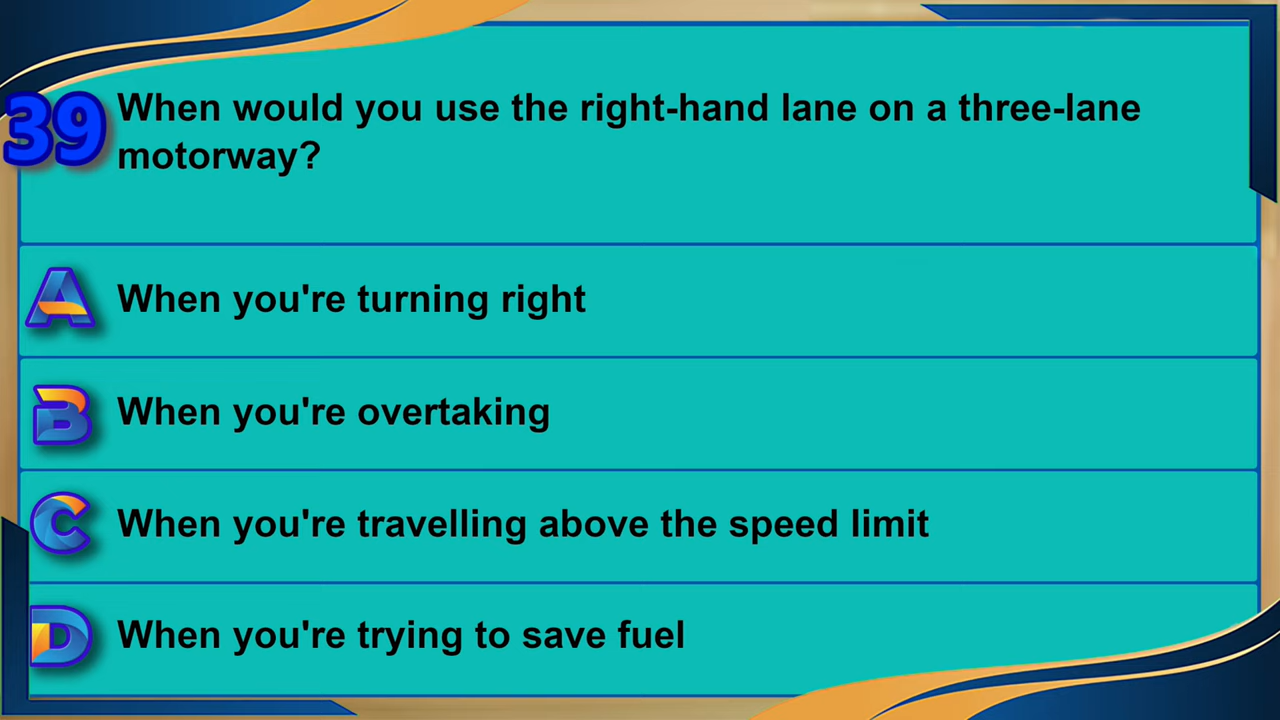 39
When would you use the right-hand lane on a three-lane
motorway?
A When you're turning right
B When you're overtaking
C When you're travelling above the speed limit
D When you're trying to save fuel